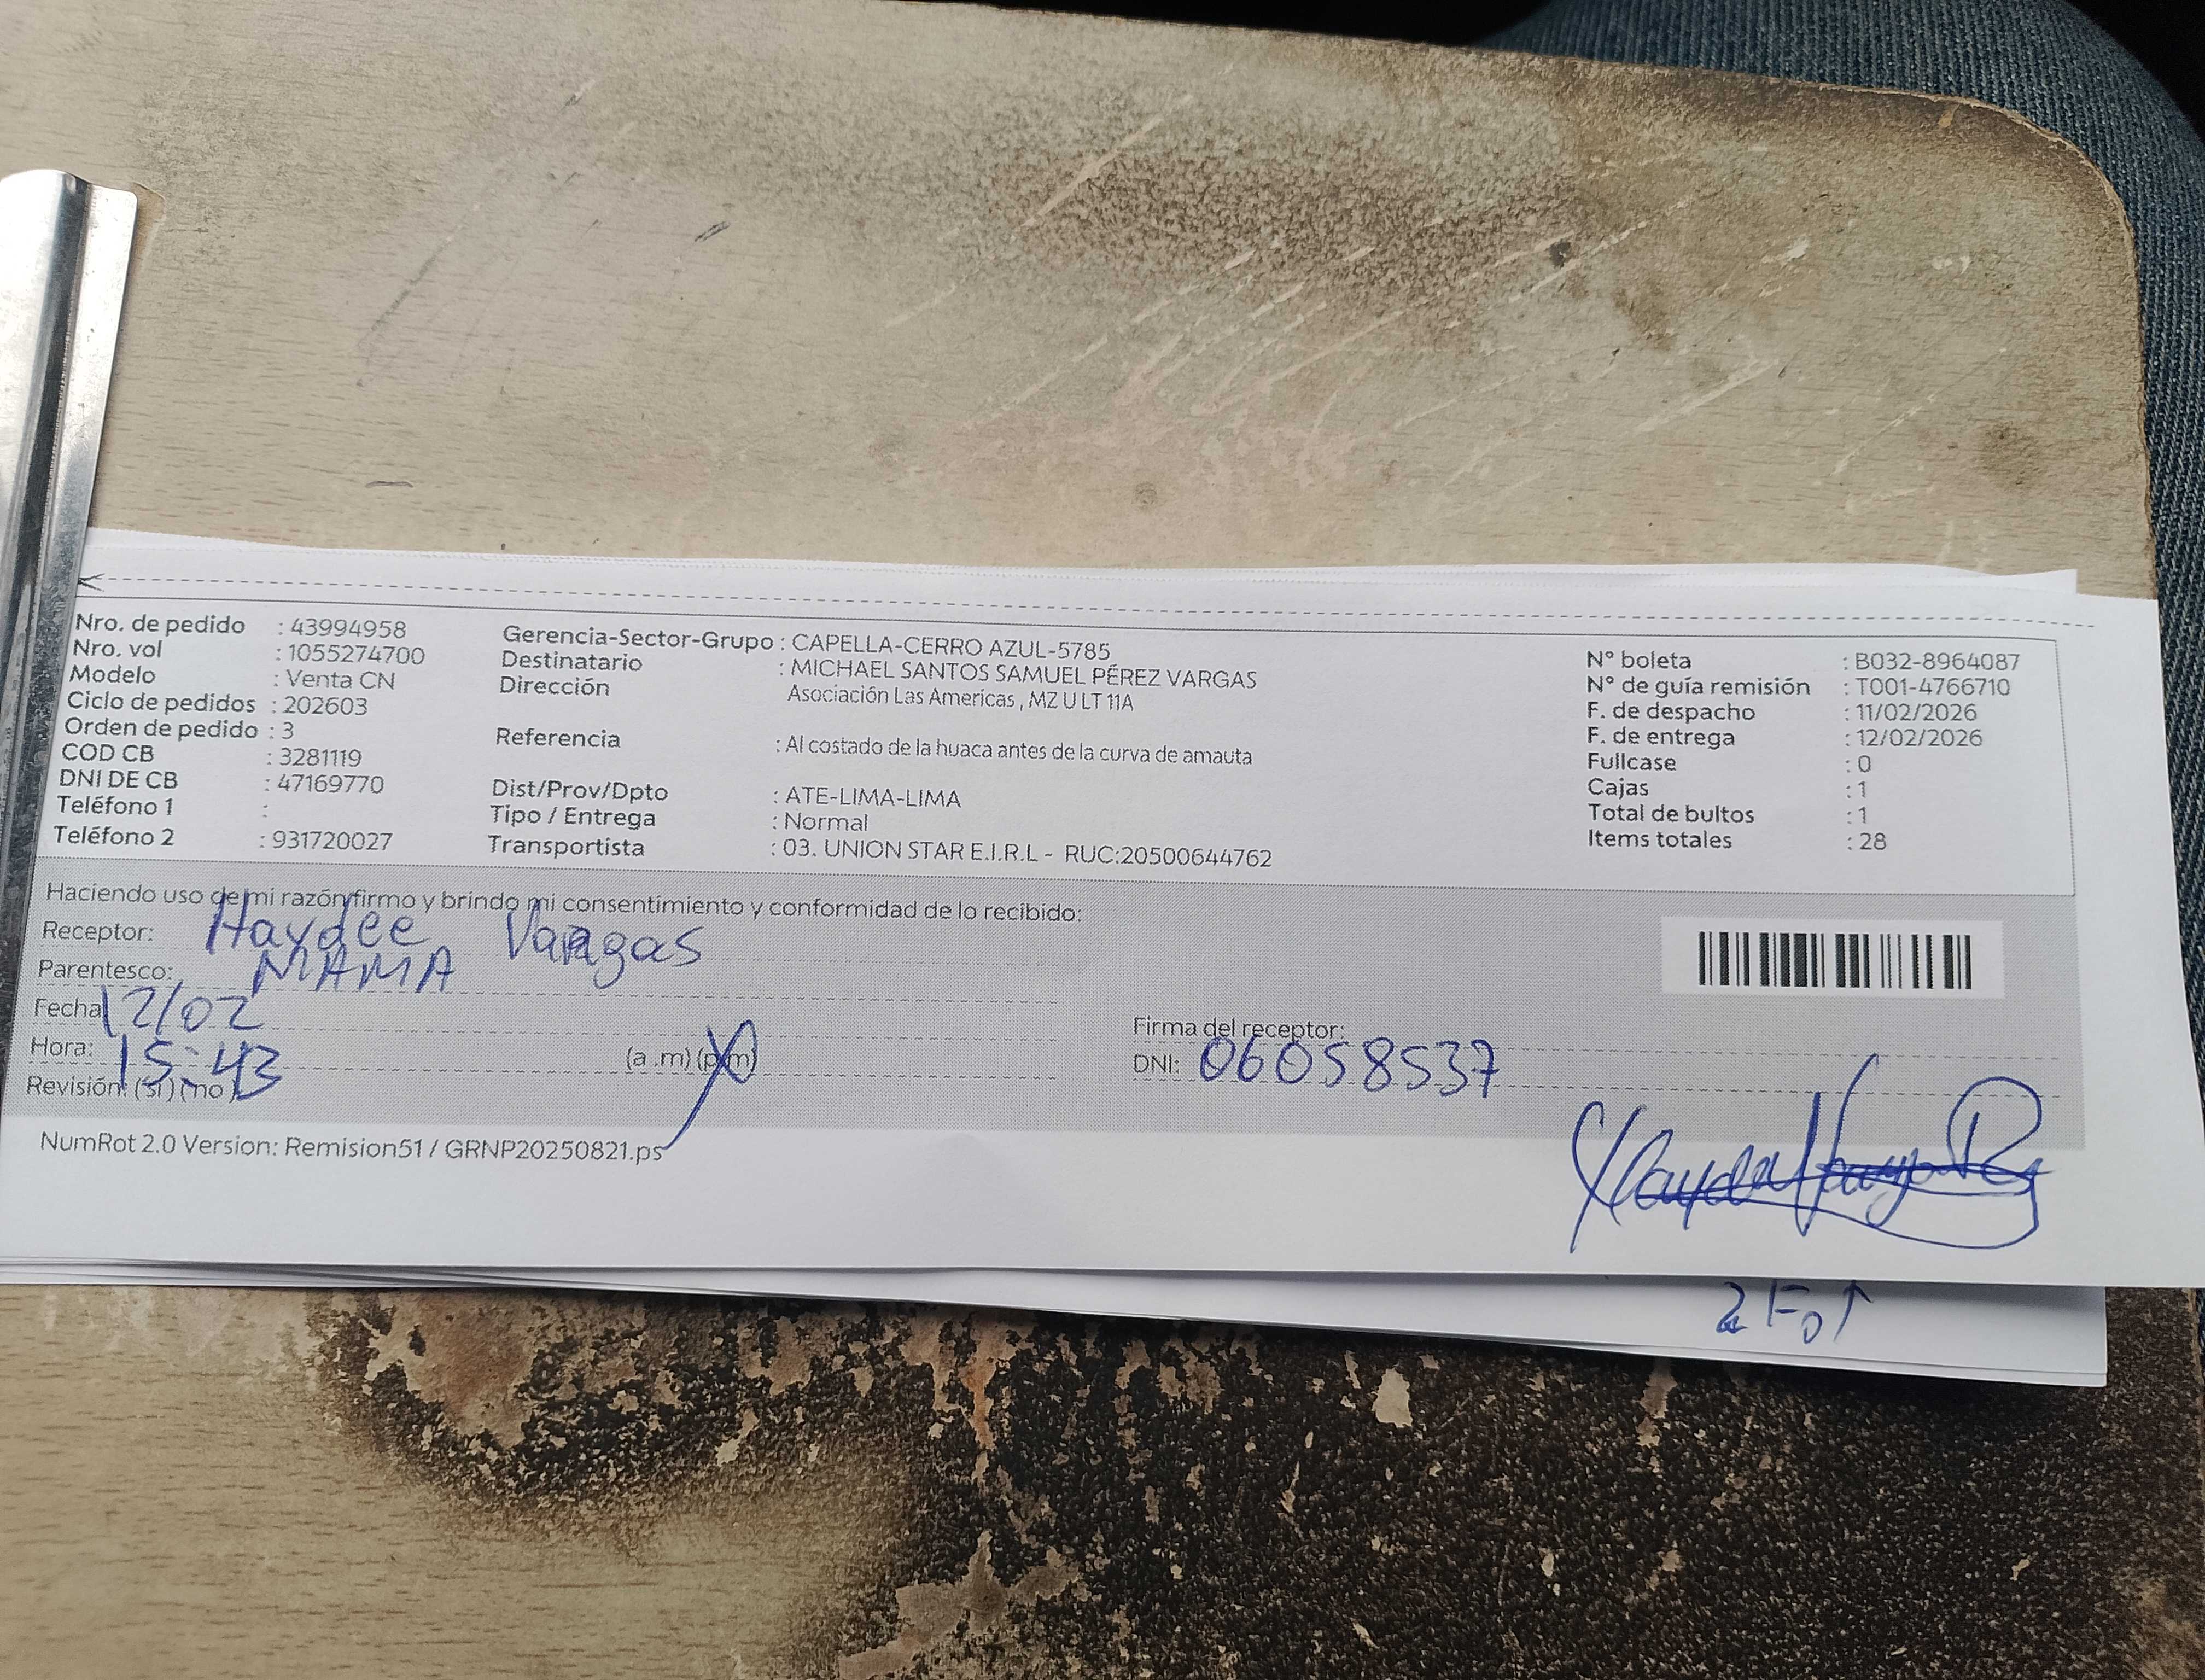 Nro. de pedido : 43994958
Nro. vol : 1055274700
Modelo : Venta CN
Ciclo de pedidos : 202603
Orden de pedido : 3
COD CB : 3281119
DNI DE CB : 47169770
Teléfono 1 :
Teléfono 2 : 931720027
Gerencia-Sector-Grupo : CAPELLA-CERRO AZUL-5785
Destinatario : MICHAEL SANTOS SAMUEL PÉREZ VARGAS
Dirección Asociación Las Americas , MZ U LT 11A
Referencia : Al costado de la huaca antes de la curva de amauta
Dist/Prov/Dpto : ATE-LIMA-LIMA
Tipo / Entrega : Normal
Transportista : 03. UNION STAR E.I.R.L - RUC:20500644762
N° boleta : B032-8964087
N° de guía remisión : T001-4766710
F. de despacho : 11/02/2026
F. de entrega : 12/02/2026
Fullcase : 0
Cajas : 1
Total de bultos : 1
Items totales : 28
Haciendo uso de mi razón firmo y brindo mi consentimiento y conformidad de lo recibido:
Receptor: Haydee Vargas
Parentesco: MAMA
Fecha 12/02
Hora: 15:43 (a .m) (p.m)
Revisión: (si) (no)
Firma del receptor:
DNI: 06058537
NumRot 2.0 Version: Remision51 / GRNP20250821.ps